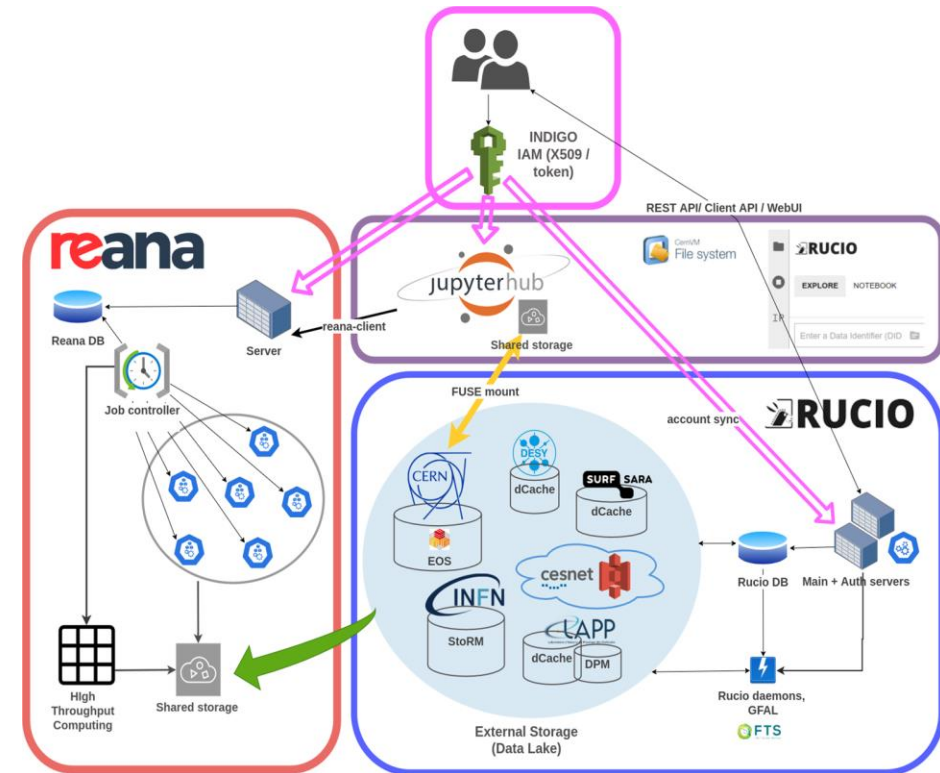 INDIGO
IAM (X509 /
token)
REST API/ Client API / WebUI
reana
Reana DB
Server
reana-client
Job controller
HIgh
Throughput
Computing
Shared storage
jupyterhub
Shared storage
CernVM
File system
RUCIO
EXPLORE NOTEBOOK
IP
Enter a Data Identifier (DID
FUSE mount
account sync
RUCIO
CERN
EOS
DESY
dCache
SURF SARA
dCache
cesnet
INFN
StoRM
LAPP
dCache
DPM
External Storage
(Data Lake)
Rucio DB
Main + Auth servers
Rucio daemons,
GFAL
FTS